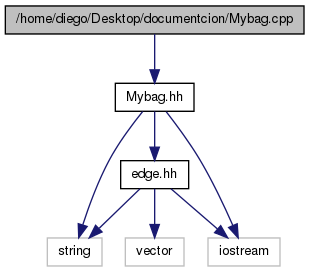 /home/diego/Desktop/documentcion/Mybag.cpp
Mybag.hh
edge.hh
string
vector
iostream